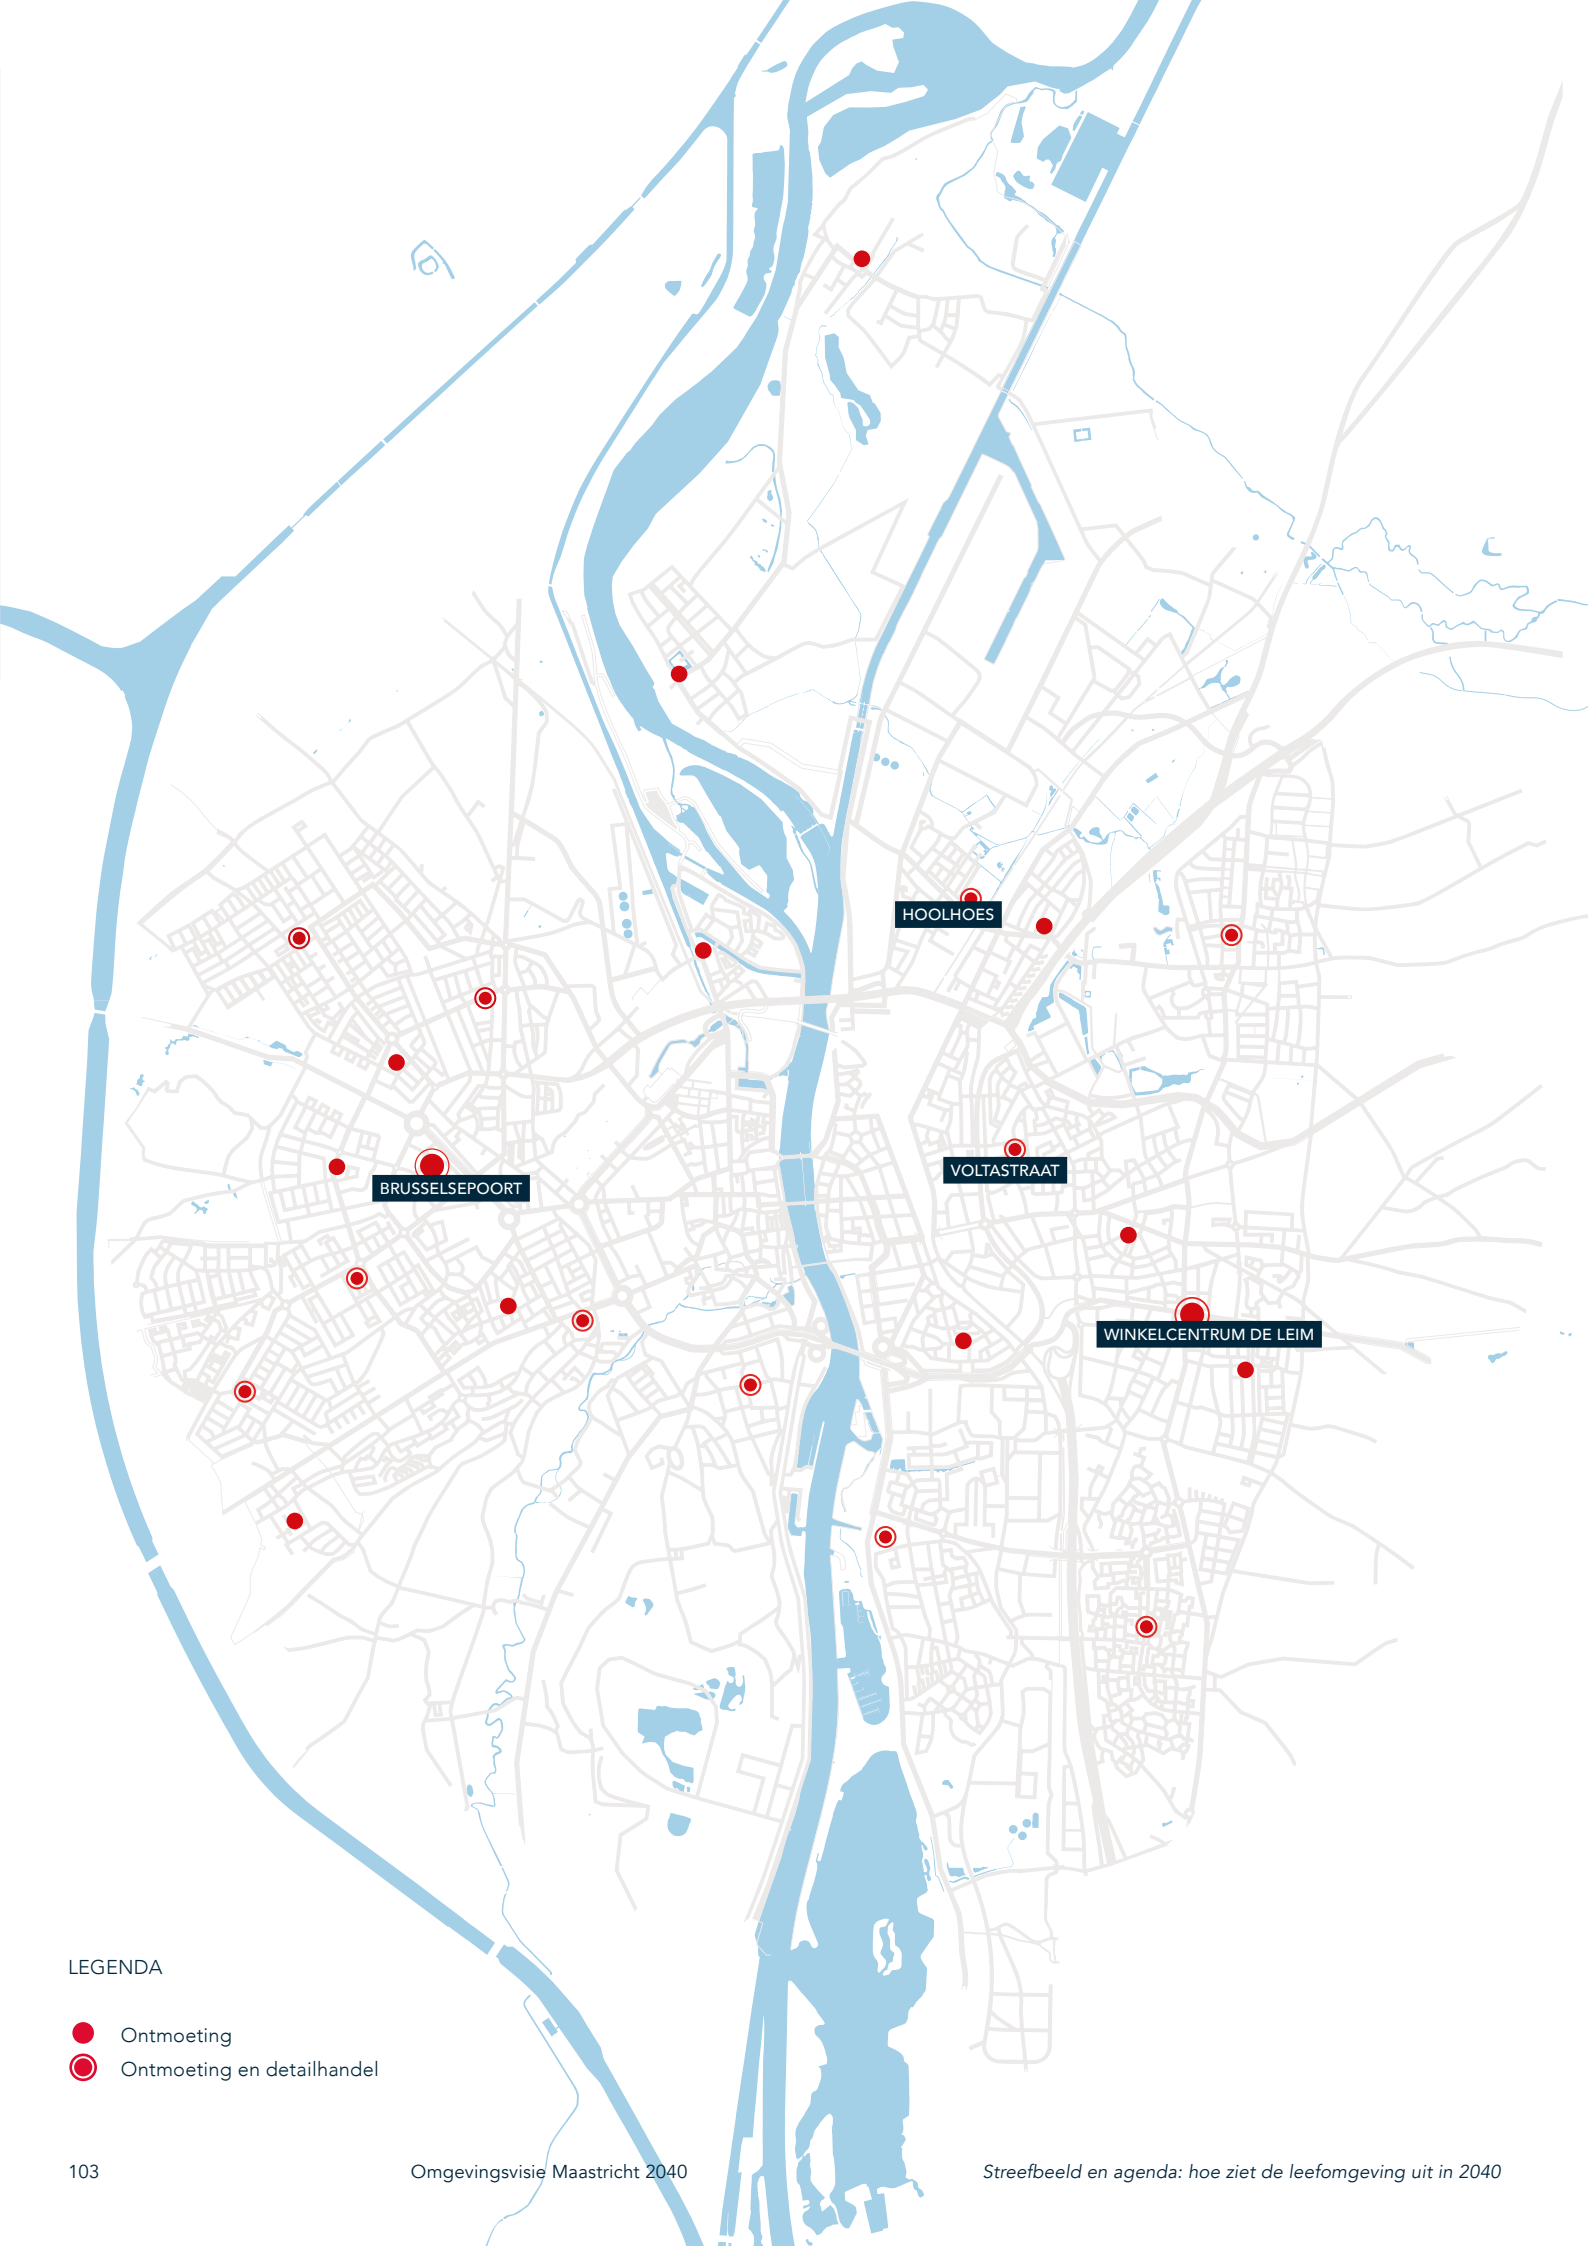 HOOLHOES
VOLTASTRAAT
BRUSSELSEPOORT
WINKELCENTRUM DE LEIM
LEGENDA
Ontmoeting
Ontmoeting en detailhandel
103
Omgevingsvisie Maastricht 2040
Streefbeeld en agenda: hoe ziet de leefomgeving uit in 2040